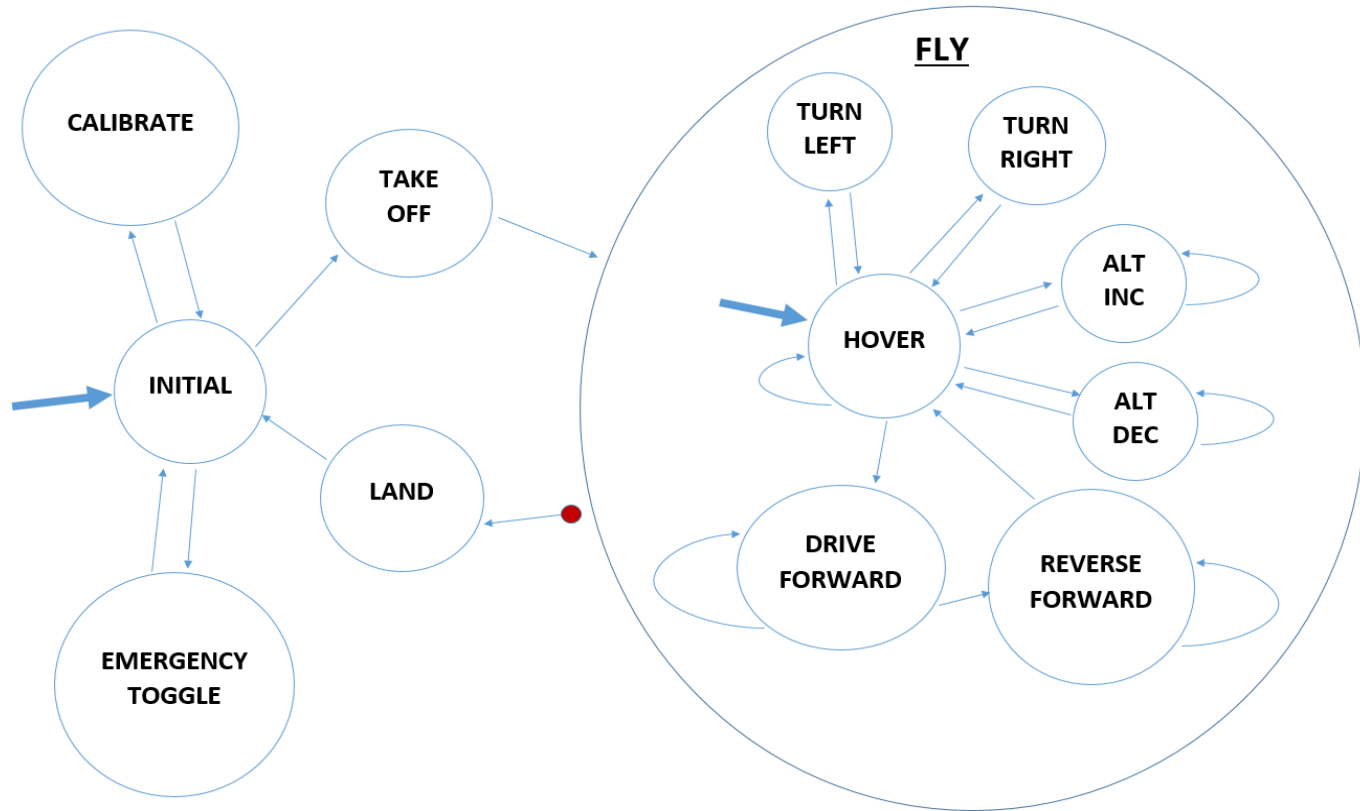 CALIBRATE
TAKE
OFF
INITIAL
LAND
EMERGENCY
TOGGLE
FLY
TURN
LEFT
TURN
RIGHT
ALT
INC
HOVER
ALT
DEC
DRIVE
FORWARD
REVERSE
FORWARD